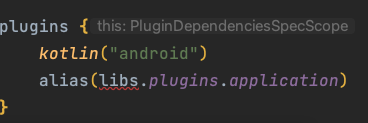 plugins { this: PluginDependenciesSpecScope
kotlin("android")
alias(libs.plugins.application)
}